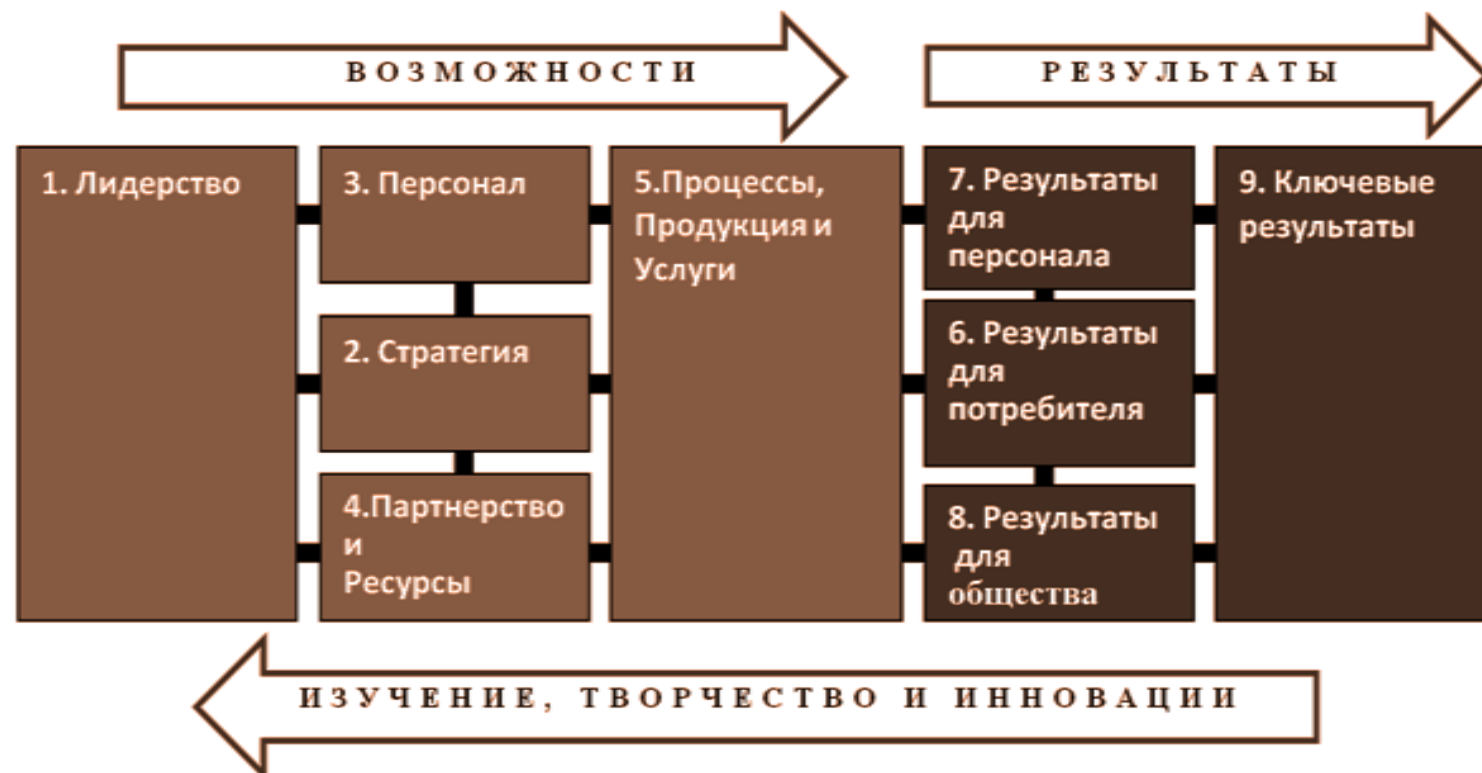 ВОЗМОЖНОСТИ
РЕЗУЛЬТАТЫ
1. Лидерство
3. Персонал
2. Стратегия
4.Партнерство
и
Ресурсы
5.Процессы,
Продукция и
Услуги
7. Результаты
для
персонала
6. Результаты
для
потребителя
8. Результаты
для
общества
9. Ключевые
результаты
ИЗУЧЕНИЕ, ТВОРЧЕСТВО И ИННОВАЦИИ